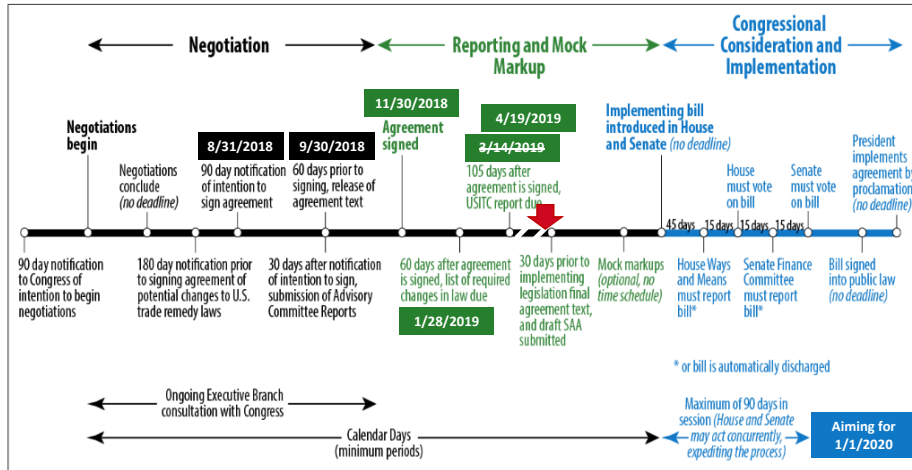 Negotiation
Reporting and Mock
Markup
Congressional
Consideration and
Implementation
Negotiations
begin
Negotiations
conclude
(no deadline)
8/31/2018
90 day notification
of intention to
sign agreement
9/30/2018
60 days prior to
signing, release of
agreement text
11/30/2018
Agreement
signed
4/19/2019
3/14/2019
105 days after
agreement is signed,
USITC report due
Implementing bill
introduced in House
and Senate (no deadline)
House
must vote
on bill
Senate must
vote on bill
President
implements
agreement by
proclamation
(no deadline)
45 days
15 days
15 days
15 days
90 day notification
to Congress of
intention to begin
negotiations
180 day notification prior
to signing agreement of
potential changes to U.S.
trade remedy laws
30 days after notification
of intention to sign,
submission of Advisory
Committee Reports
60 days after agreement
is signed, list of required
changes in law due
1/28/2019
30 days prior to
implementing
legislation final
agreement text,
and draft SAA
submitted
Mock markups
(optional, no
time schedule)
House Ways
and Means
must report
bill*
Senate Finance
Committee
must report
bill*
Bill signed
into public law
(no deadline)
* or bill is automatically discharged
Ongoing Executive Branch
consultation with Congress
Calendar Days
(minimum periods)
Maximum of 90 days in
session (House and Senate
may act concurrently,
expediting the process)
Aiming for
1/1/2020